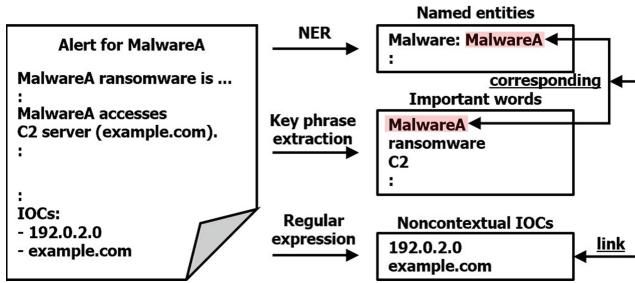 Alert for MalwareA
MalwareA ransomware is ...
:
MalwareA accesses
C2 server (example.com).
:
:
IOCs:
- 192.0.2.0
- example.com
NER
Key phrase
extraction
Regular
expression
Named entities
Malware: MalwareA
:
corresponding
Important words
MalwareA
ransomware
C2
:
Noncontextual IOCs
192.0.2.0
example.com
link